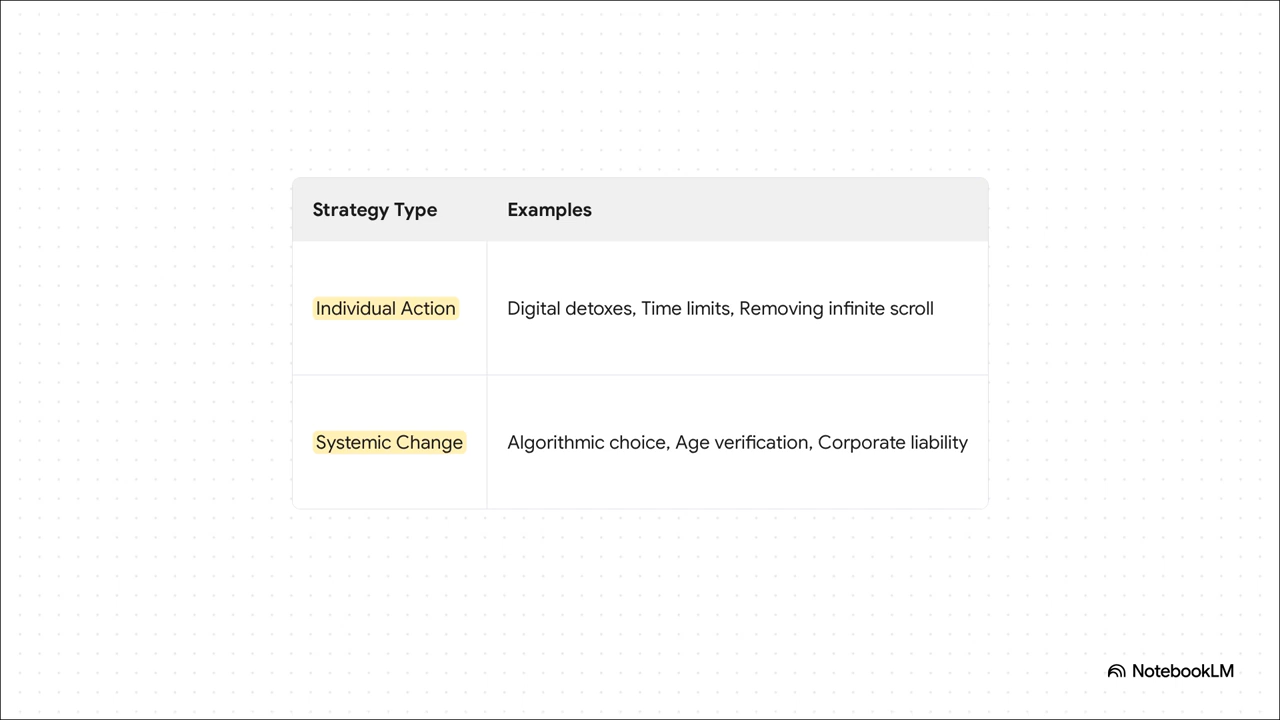 Strategy Type
Examples
Individual Action
Digital detoxes, Time limits, Removing infinite scroll
Systemic Change
Algorithmic choice, Age verification, Corporate liability
NotebookLM